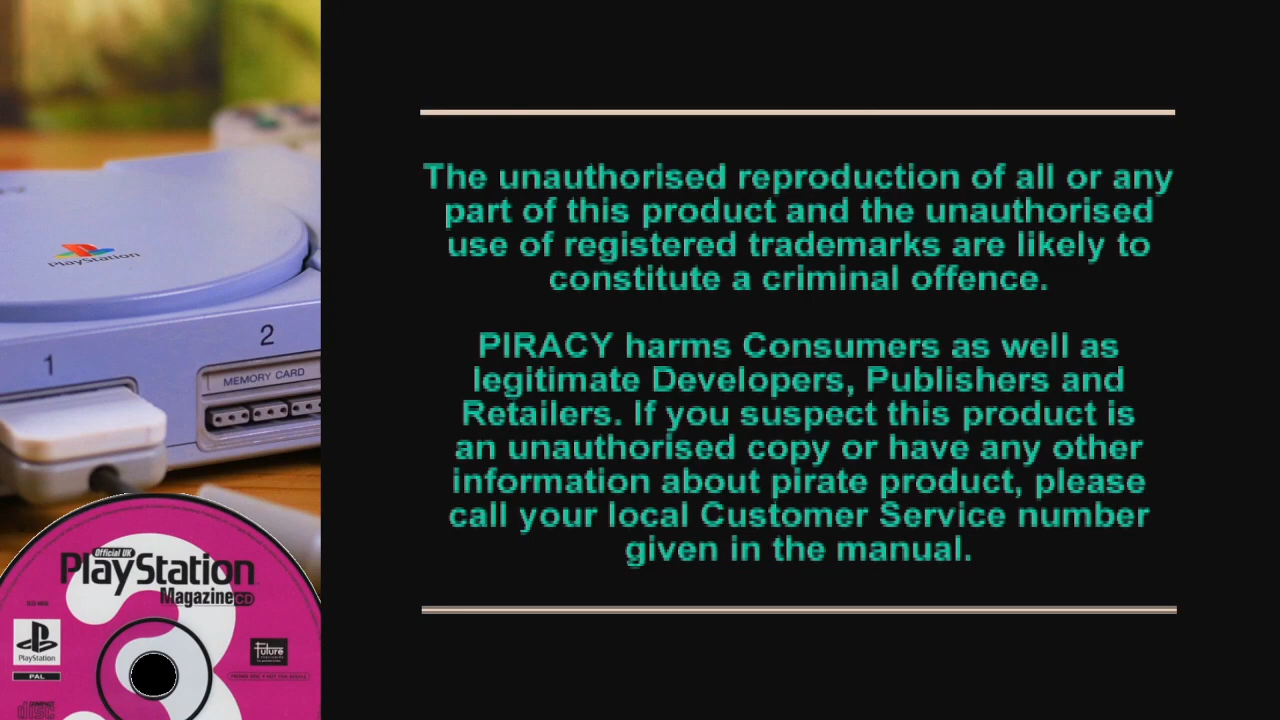 The unauthorised reproduction of all or any
part of this product and the unauthorised
use of registered trademarks are likely to
constitute a criminal offence.
PIRACY harms Consumers as well as
legitimate Developers, Publishers and
Retailers. If you suspect this product is
an unauthorised copy or have any other
information about pirate product, please
call your local Customer Service number
given in the manual.
PlayStation
2
1
MEMORY CARD
Official UK
PlayStation
Magazine CD
3
PlayStation
PAL
Future